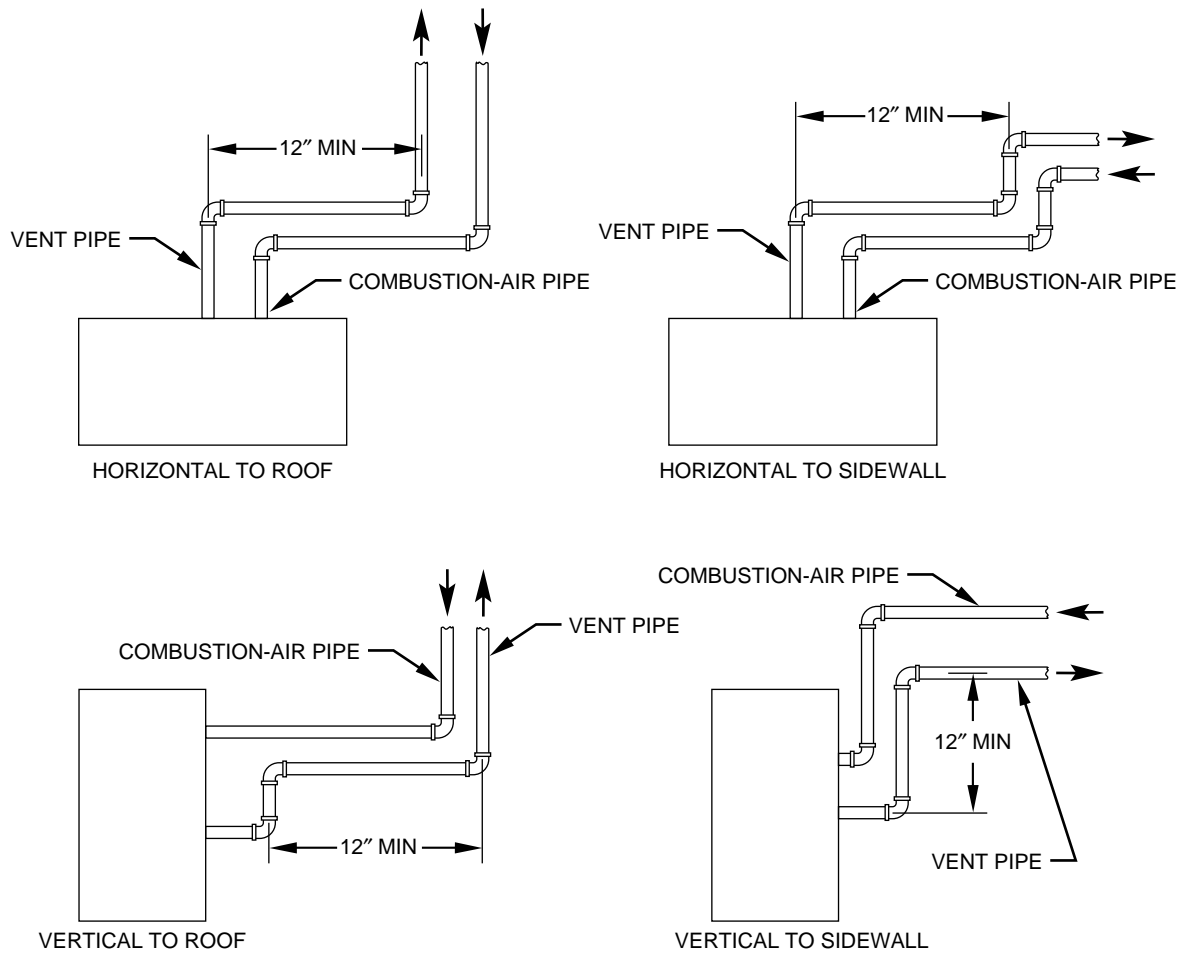 12″ MIN
VENT PIPE
COMBUSTION-AIR PIPE
HORIZONTAL TO ROOF
12″ MIN
VENT PIPE
COMBUSTION-AIR PIPE
HORIZONTAL TO SIDEWALL
COMBUSTION-AIR PIPE
VENT PIPE
12″ MIN
VERTICAL TO ROOF
COMBUSTION-AIR PIPE
12″ MIN
VENT PIPE
VERTICAL TO SIDEWALL